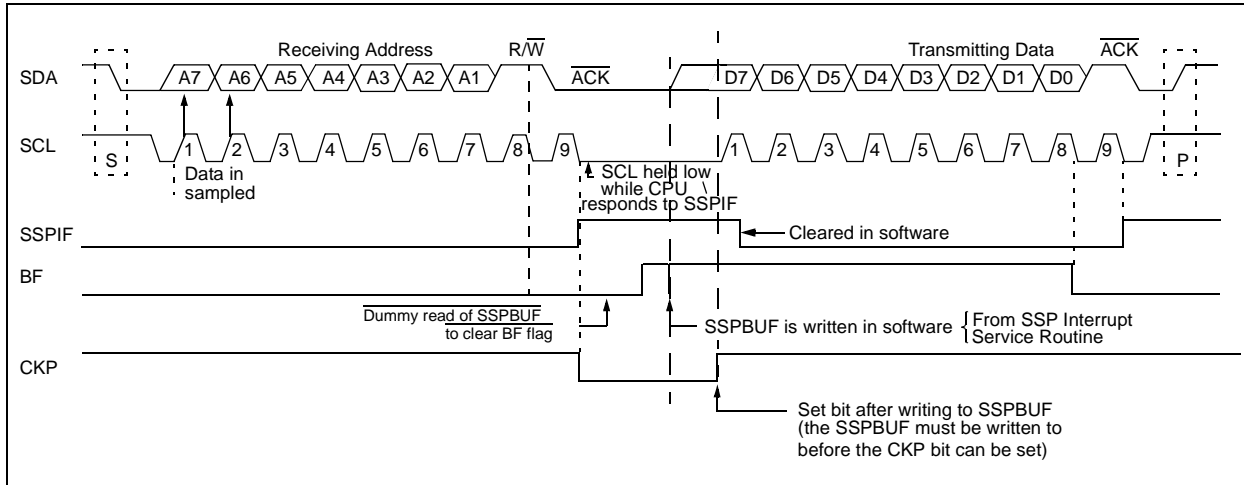 Receiving Address R/W Transmitting Data ACK
SDA A7 A6 A5 A4 A3 A2 A1 ACK D7 D6 D5 D4 D3 D2 D1 D0
SCL S 1 2 3 4 5 6 7 8 9 1 2 3 4 5 6 7 8 9 P
Data in
sampled
SCL held low
while CPU
responds to SSPIF
SSPIF
Cleared in software
BF
Dummy read of SSPBUF
to clear BF flag
SSPBUF is written in software
From SSP Interrupt
Service Routine
CKP
Set bit after writing to SSPBUF
(the SSPBUF must be written to
before the CKP bit can be set)